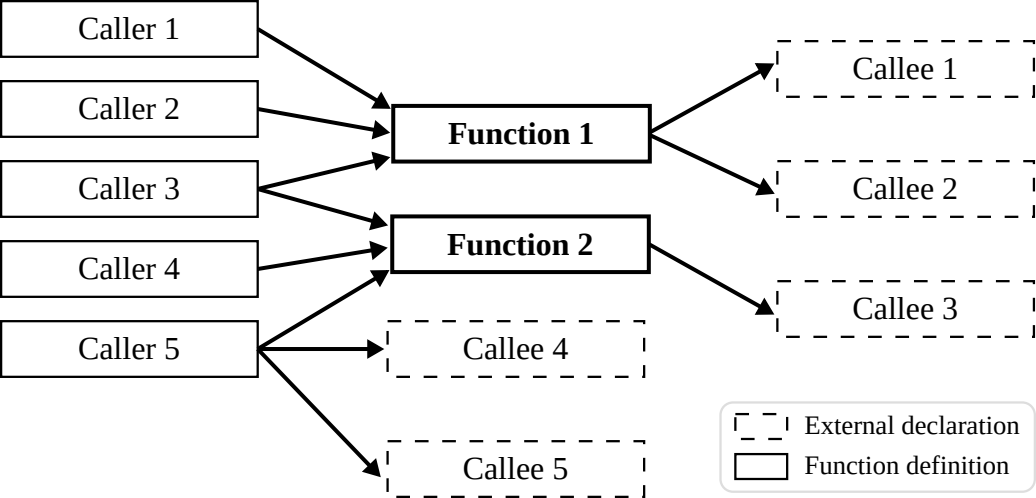 Caller 1
Caller 2
Caller 3
Caller 4
Caller 5
Function 1
Function 2
Callee 4
Callee 5
Callee 1
Callee 2
Callee 3
External declaration
Function definition